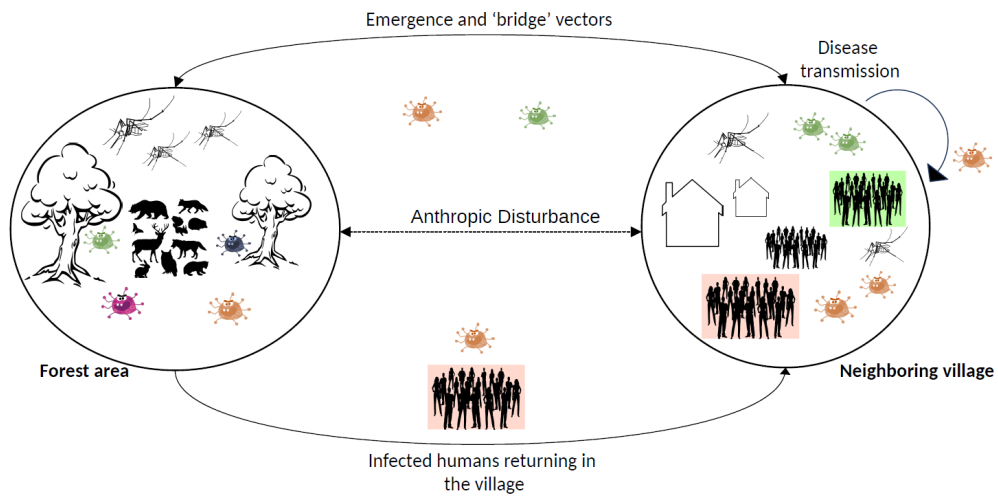 Emergence and ‘bridge’ vectors
Disease
transmission
Anthropic Disturbance
Forest area
Neighboring village
Infected humans returning in
the village